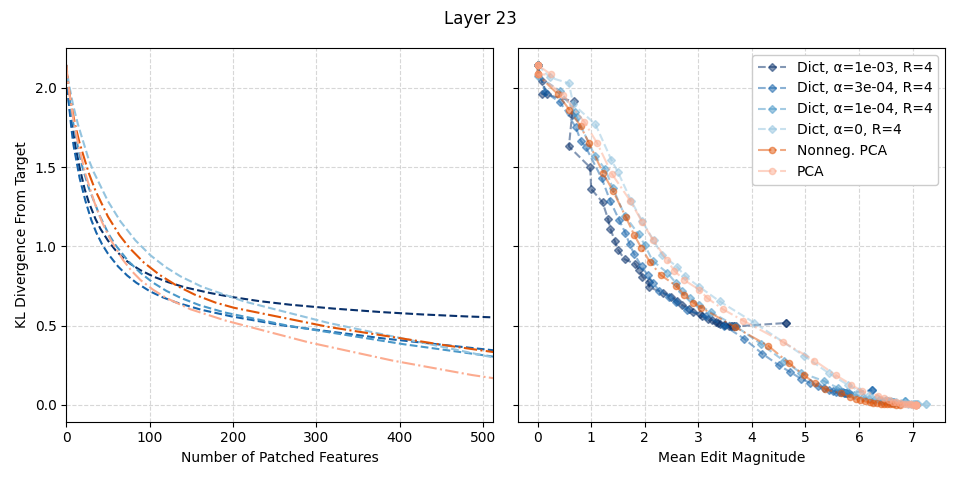 Layer 23
KL Divergence From Target
2.0
1.5
1.0
0.5
0.0
0 100 200 300 400 500
Number of Patched Features
Dict, α=1e-03, R=4
Dict, α=3e-04, R=4
Dict, α=1e-04, R=4
Dict, α=0, R=4
Nonneg. PCA
PCA
0 1 2 3 4 5 6 7
Mean Edit Magnitude